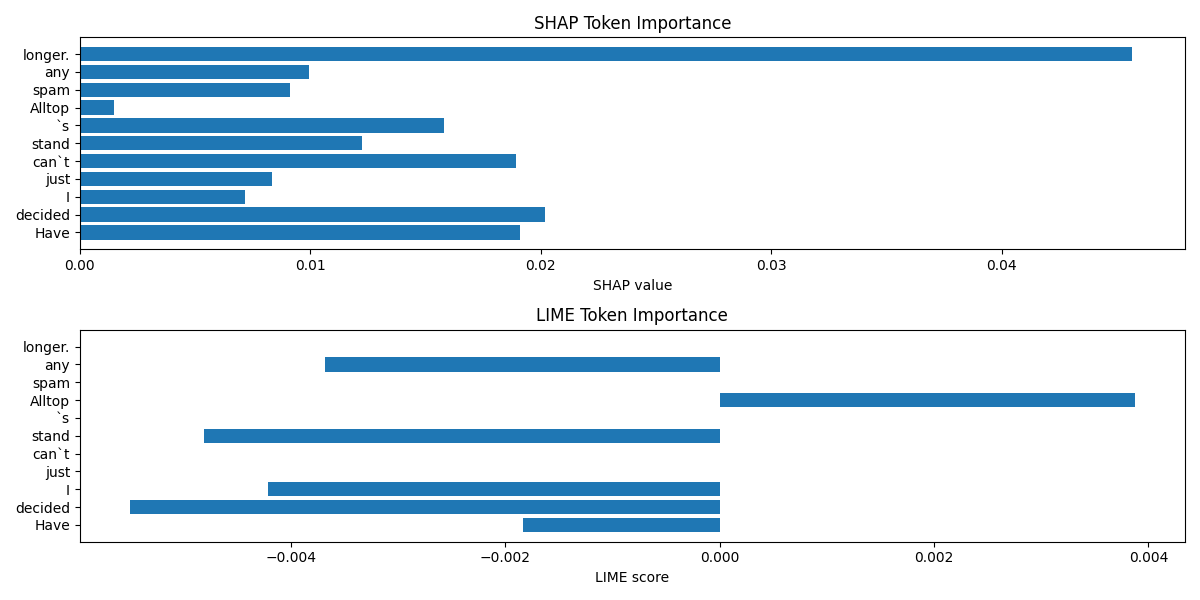 SHAP Token Importance
longer.
any
spam
Alltop
`s
stand
can`t
just
I
decided
Have
0.00 0.01 0.02 0.03 0.04
SHAP value
LIME Token Importance
longer.
any
spam
Alltop
`s
stand
can`t
just
I
decided
Have
−0.004 −0.002 0.000 0.002 0.004
LIME score